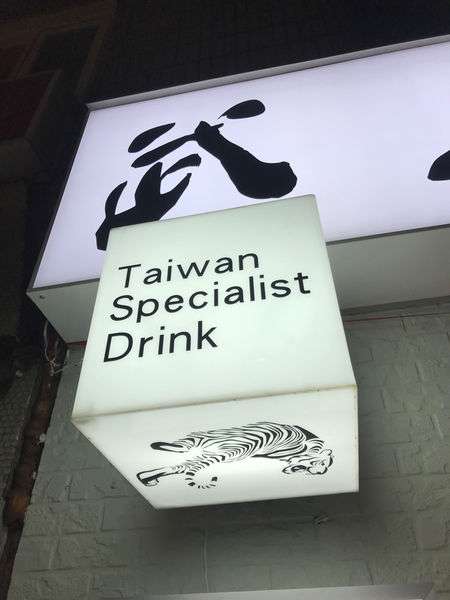 武
Taiwan
Specialist
Drink